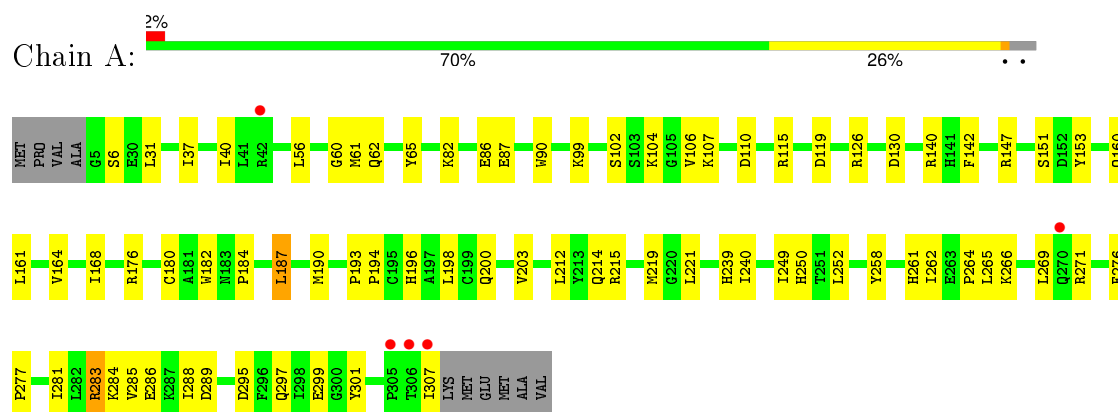 2%
Chain A:
70% 26% • •
MET PRO VAL ALA G5 S6 E30 L31 I37 I40 L41 R42 L56 G60 M61 Q62 Y65 K82 E86 E87 W90 K99 S102 S103 K104 G105 V106 K107 D110 R115 D119 R126 D130 R140 H141 F142 R147 S151 D152 Y153
L161 V164 I168 R176 C180 A181 W182 N183 P184 L187 M190 P193 P194 C195 H196 A197 L198 C199 Q200 V203 L212 Y213 Q214 R215 M219 G220 L221 H239 I240 I249 H250 T251 L252 Y258 H261 I262 E263 P264 L265 K266 L269 Q270 R271
P277 I281 L282 R283 K284 V285 E286 K287 I288 D289 D295 F296 Q297 I298 E299 G300 Y301 P305 T306 I307 LYS MET GLU MET ALA VAL